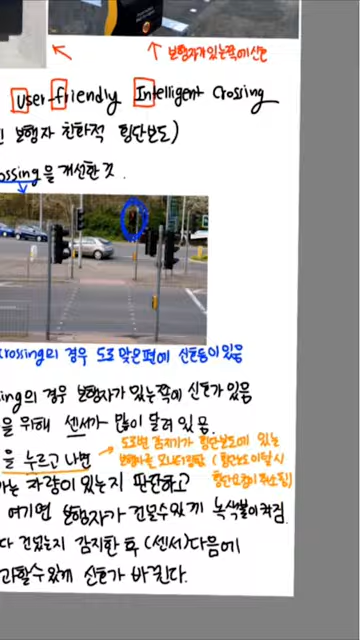 ↑ 보행자가 있는쪽에 신호
User-friendly Intelligent Crossing
인 보행자 친화적 횡단보도)
ossing을 개선한 것.
Crossing의 경우 도로 맞은편에 신호등이 있음
sing의 경우 보행자가 있는쪽에 신호가 있음
을 위해 센서가 많이 달려 있음.
을 누르고 나면 → 도로변 감지기가 횡단보도에 있는
보행자를 모니터링함 (횡단보도 이탈 시
횡단요청이 취소됨)
가는 차량이 있는지 판단하고
여기면 보행자가 건널수 있게 녹색불이 켜짐.
다 건넜는지 감지한 후 (센서) 다음에
과할수 있게 신호가 바뀐다.